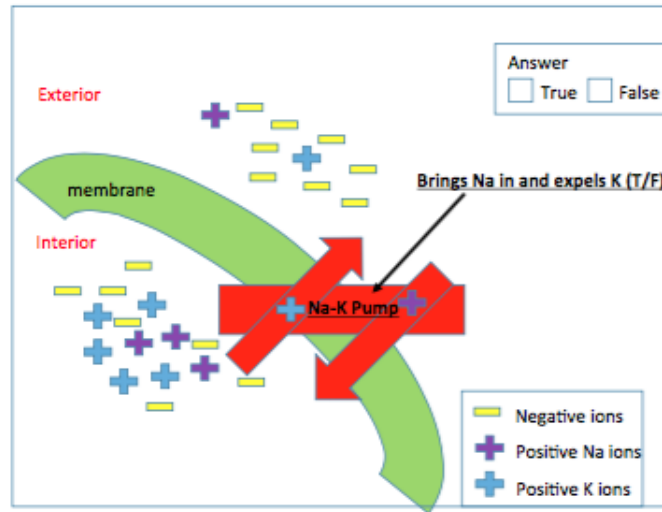 Answer
True False
Exterior
Brings Na in and expels K (T/F)
membrane
Interior
Na-K Pump
Negative ions
Positive Na ions
Positive K ions